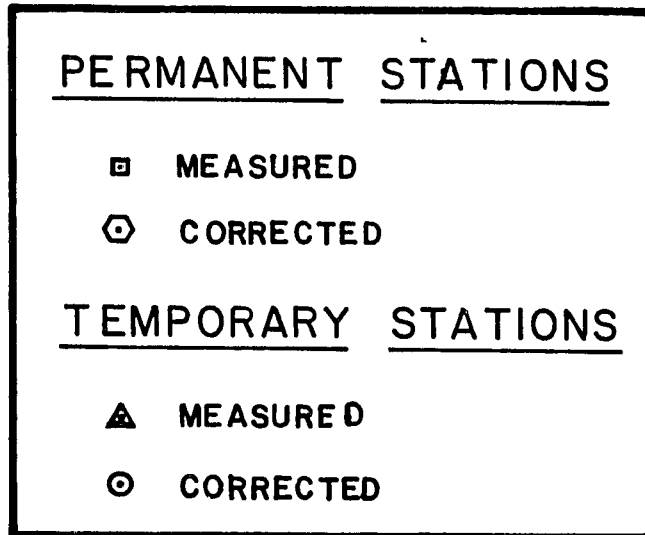 PERMANENT STATIONS
MEASURED
CORRECTED
TEMPORARY STATIONS
MEASURED
CORRECTED